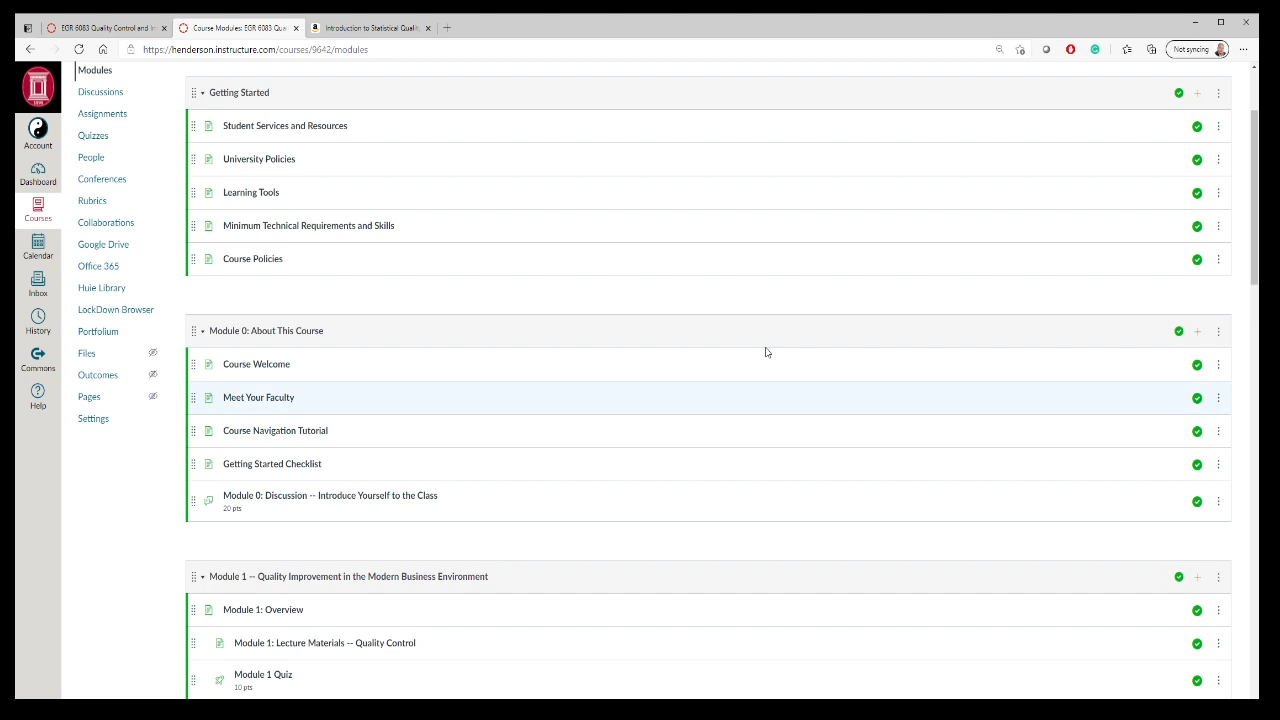 EGR 6083 Quality Control and In
Course Modules: EGR 6083 Qua
Introduction to Statistical Quality
https://henderson.instructure.com/courses/9642/modules
Not syncing
Account
Dashboard
Courses
Calendar
Inbox
History
Commons
Help
Modules
Discussions
Assignments
Quizzes
People
Conferences
Rubrics
Collaborations
Google Drive
Office 365
Huie Library
LockDown Browser
Portfolium
Files
Outcomes
Pages
Settings
Getting Started
Student Services and Resources
University Policies
Learning Tools
Minimum Technical Requirements and Skills
Course Policies
Module 0: About This Course
Course Welcome
Meet Your Faculty
Course Navigation Tutorial
Getting Started Checklist
Module 0: Discussion -- Introduce Yourself to the Class
20 pts
Module 1 -- Quality Improvement in the Modern Business Environment
Module 1: Overview
Module 1: Lecture Materials -- Quality Control
Module 1 Quiz
10 pts